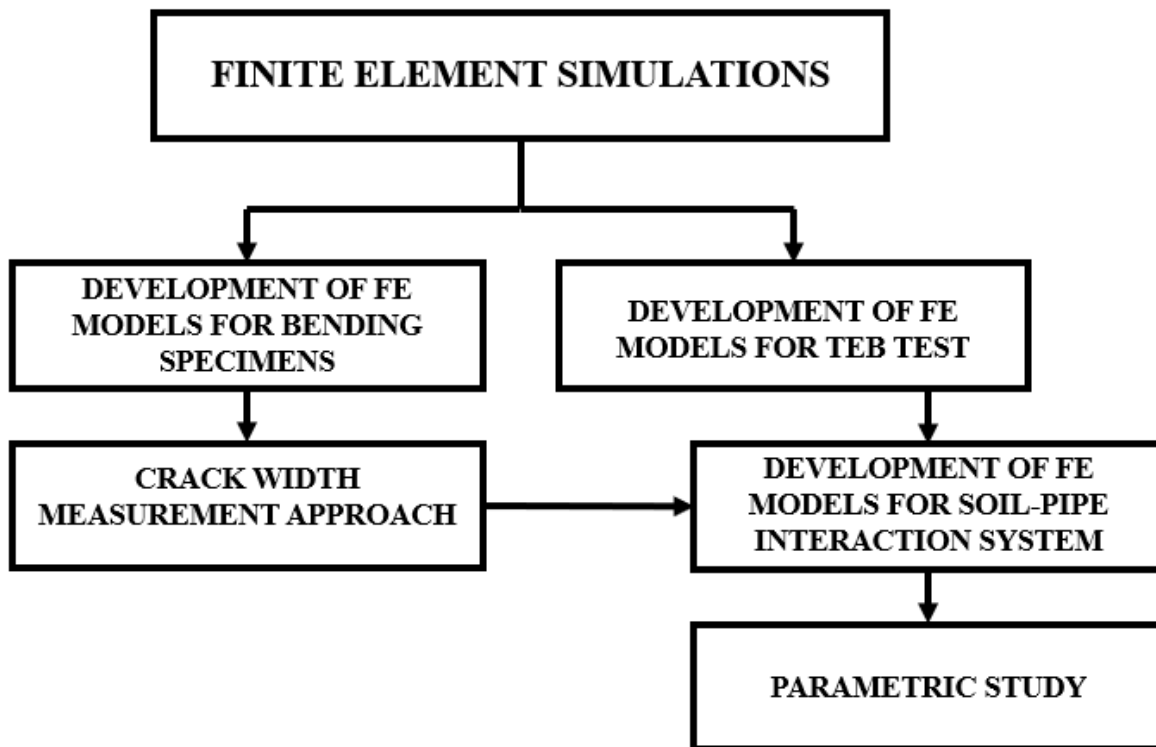 FINITE ELEMENT SIMULATIONS
DEVELOPMENT OF FE
MODELS FOR BENDING
SPECIMENS
DEVELOPMENT OF FE
MODELS FOR TEB TEST
CRACK WIDTH
MEASUREMENT APPROACH
DEVELOPMENT OF FE
MODELS FOR SOIL-PIPE
INTERACTION SYSTEM
PARAMETRIC STUDY